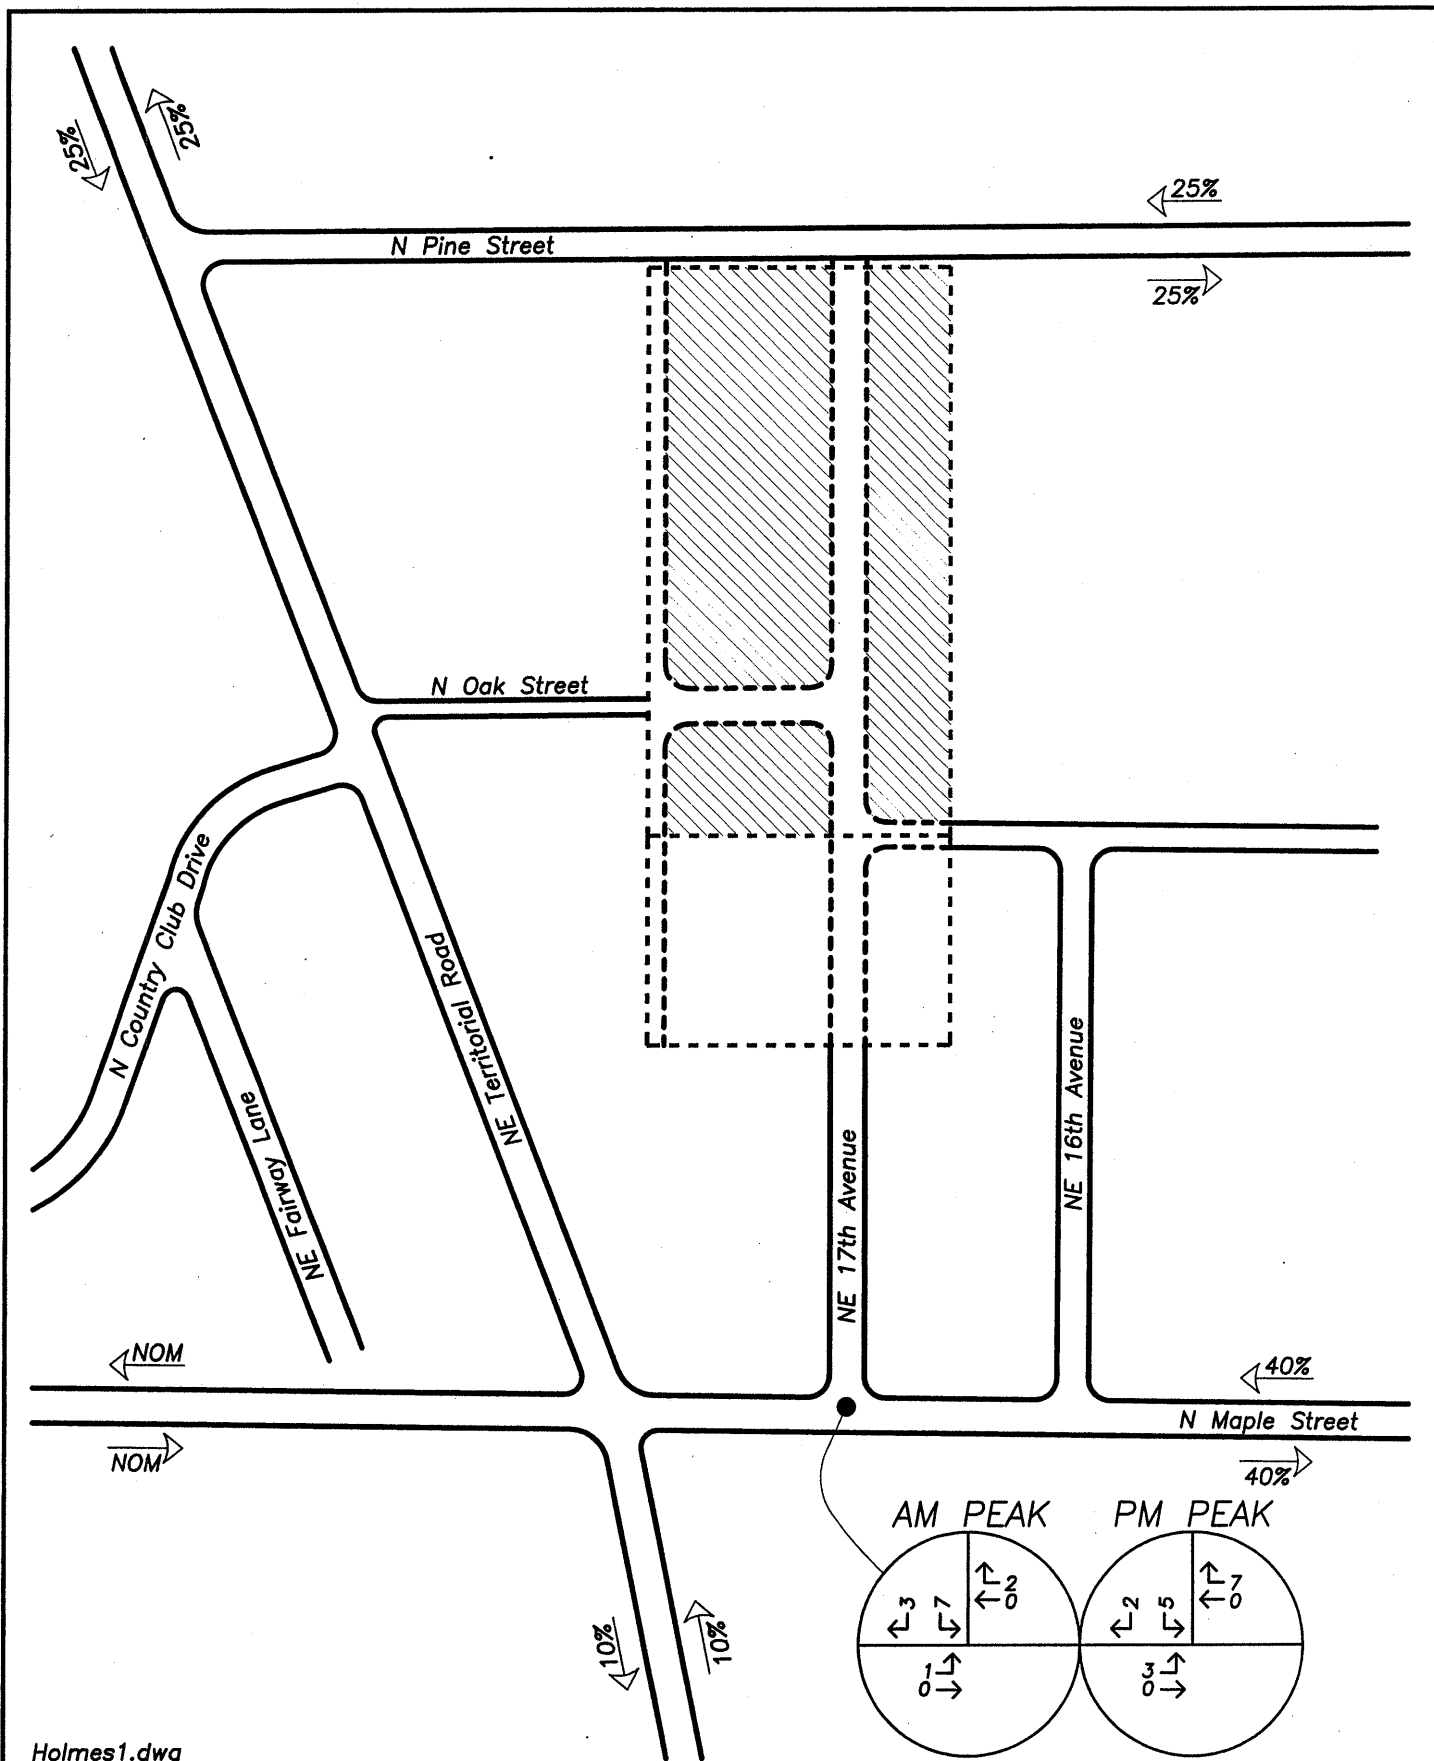 25%
25%
25%
N Pine Street
25%
N Oak Street
N Country Club Drive
NE Territorial Road
NE Fairway Lane
NE 17th Avenue
NE 16th Avenue
NOM
40%
N Maple Street
NOM
40%
AM PEAK
PM PEAK
3 7 2
0
1
0
2 5 7
0
3
0
10%
10%
Holmes1.dwg